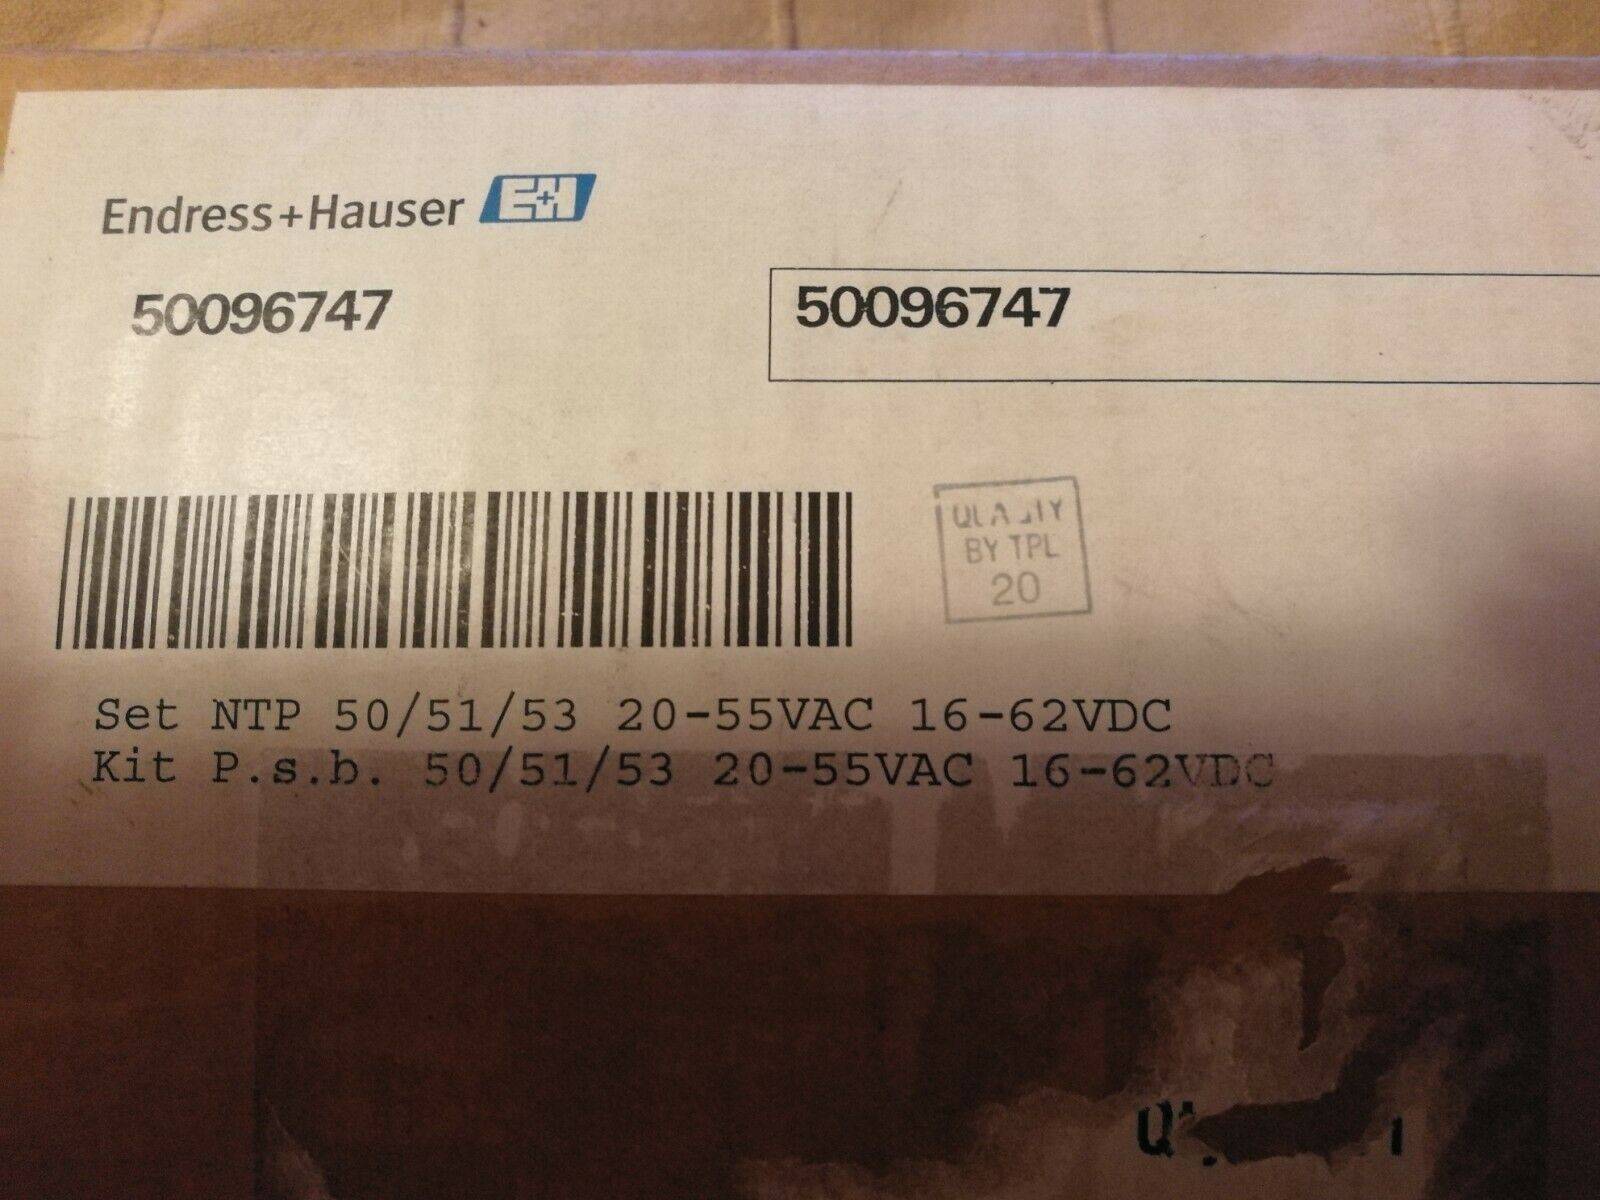 Endress+Hauser E+H
50096747
50096747
QUALITY
BY TPL
20
Set NTP 50/51/53 20-55VAC 16-62VDC
Kit P.s.b. 50/51/53 20-55VAC 16-62VDC